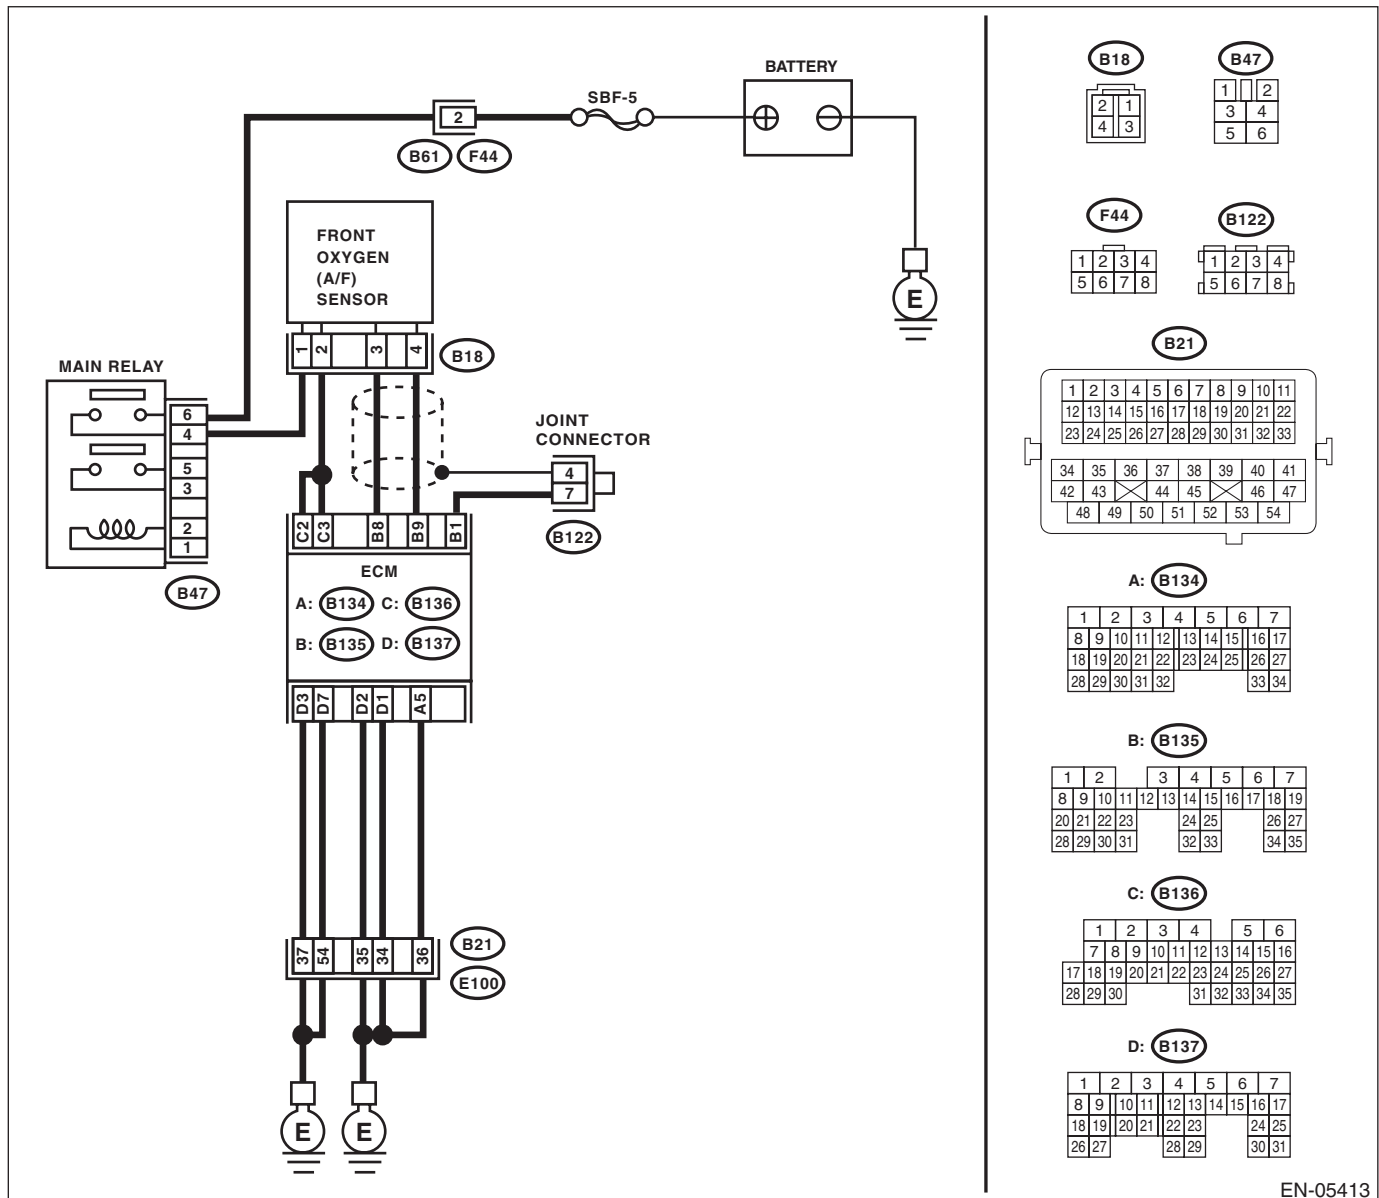 BATTERY
SBF-5
2
B61 F44
E
FRONT
OXYGEN
(A/F)
SENSOR
1 2 3 4
B18
MAIN RELAY
6
4
5
3
2
1
B47
JOINT
CONNECTOR
4
7
B122
C2 C3 B8 B9 B1
ECM
A: B134 C: B136
B: B135 D: B137
D3 D7 D2 D1 A5
37 54 35 34 36
B21
E100
E E
B18
2 1
4 3
B47
1 2
3 4
5 6
F44
1 2 3 4
5 6 7 8
B122
1 2 3 4
5 6 7 8
B21
1 2 3 4 5 6 7 8 9 10 11
12 13 14 15 16 17 18 19 20 21 22
23 24 25 26 27 28 29 30 31 32 33
34 35 36 37 38 39 40 41
42 43 44 45 46 47
48 49 50 51 52 53 54
A: B134
1 2 3 4 5 6 7
8 9 10 11 12 13 14 15 16 17
18 19 20 21 22 23 24 25 26 27
28 29 30 31 32 33 34
B: B135
1 2 3 4 5 6 7
8 9 10 11 12 13 14 15 16 17 18 19
20 21 22 23 24 25 26 27
28 29 30 31 32 33 34 35
C: B136
1 2 3 4 5 6
7 8 9 10 11 12 13 14 15 16
17 18 19 20 21 22 23 24 25 26 27
28 29 30 31 32 33 34 35
D: B137
1 2 3 4 5 6 7
8 9 10 11 12 13 14 15 16 17
18 19 20 21 22 23 24 25
26 27 28 29 30 31
EN-05413